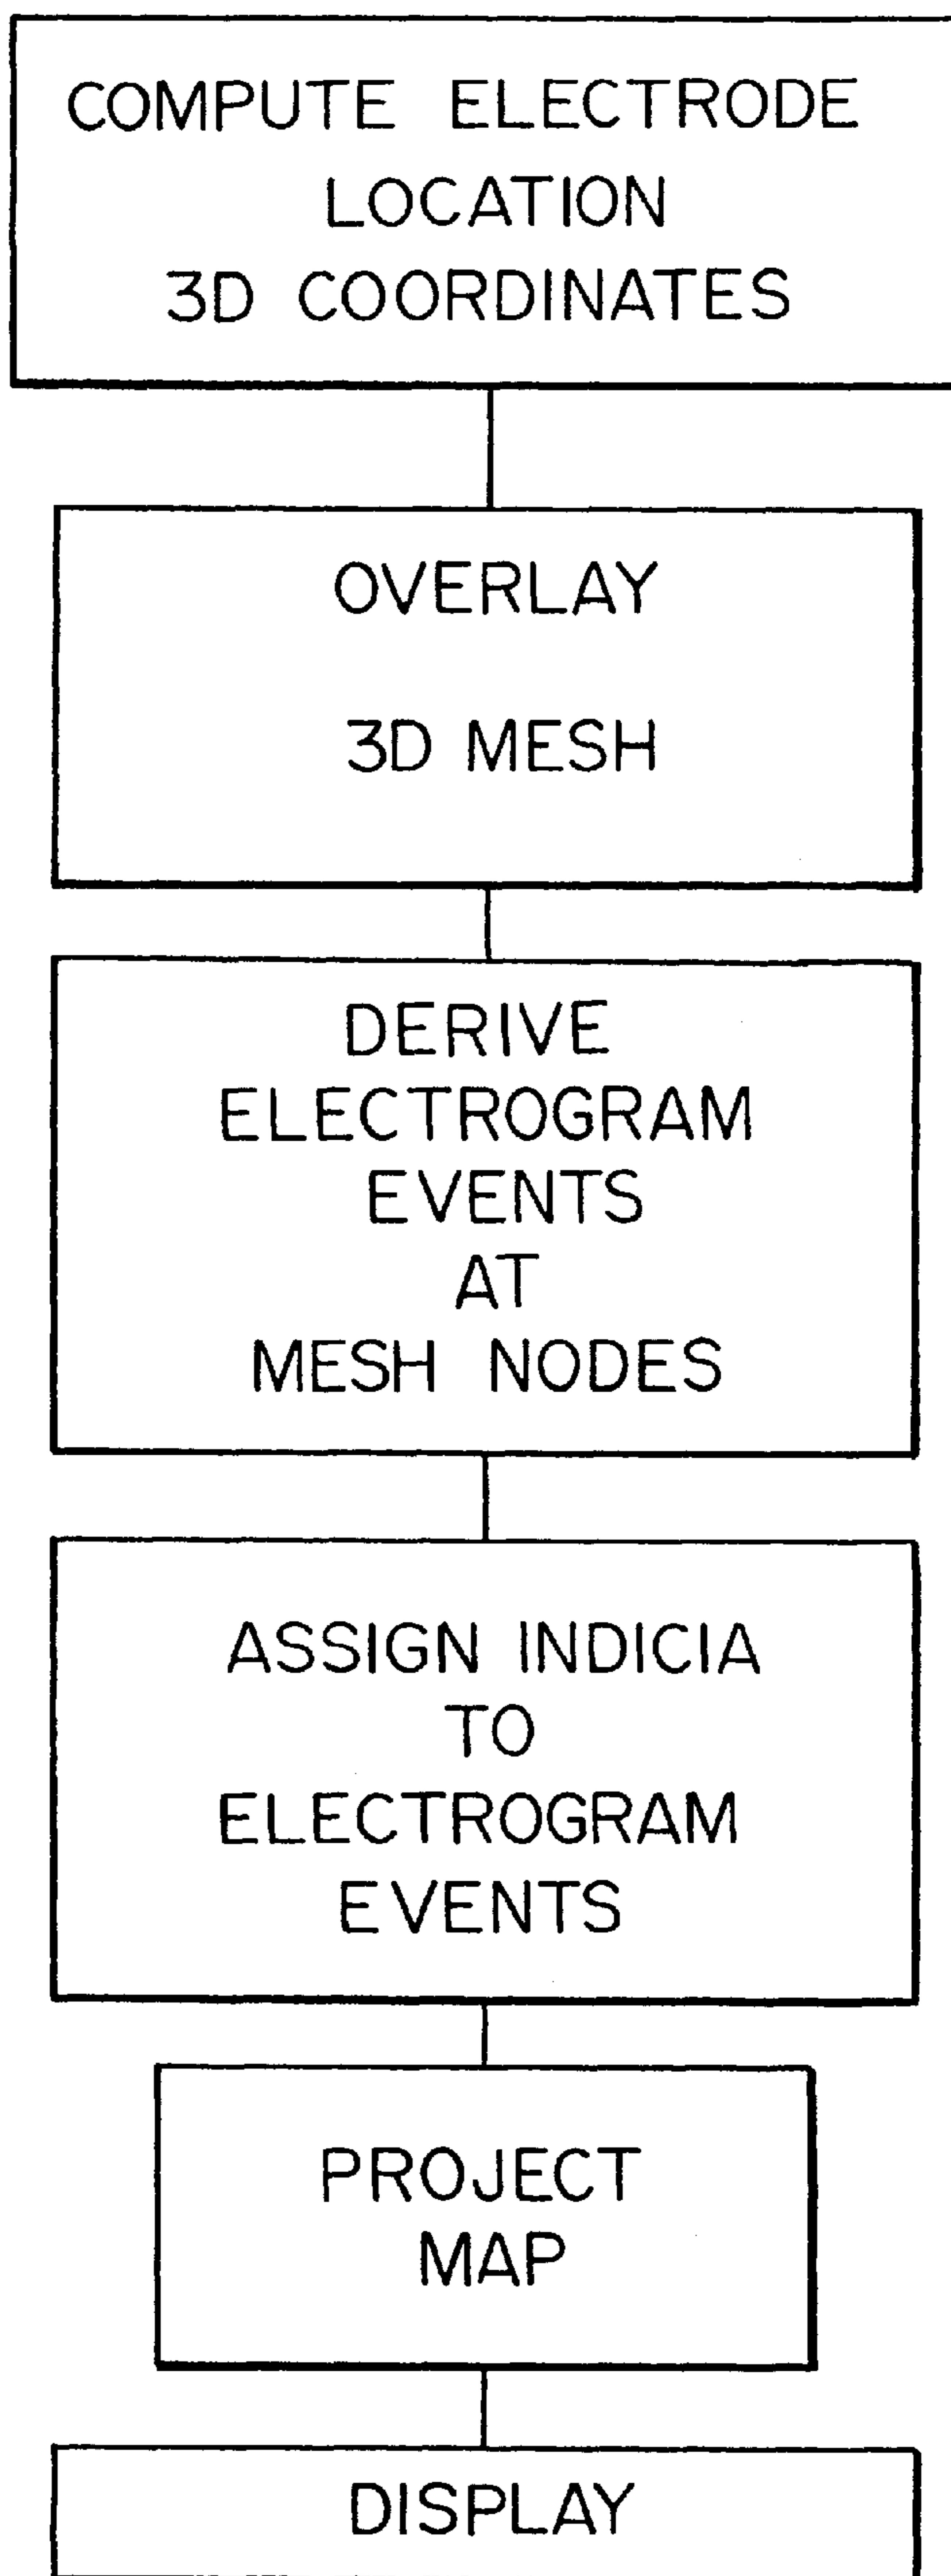 COMPUTE ELECTRODE
LOCATION
3D COORDINATES
OVERLAY
3D MESH
DERIVE
ELECTROGRAM
EVENTS
AT
MESH NODES
ASSIGN INDICIA
TO
ELECTROGRAM
EVENTS
PROJECT
MAP
DISPLAY